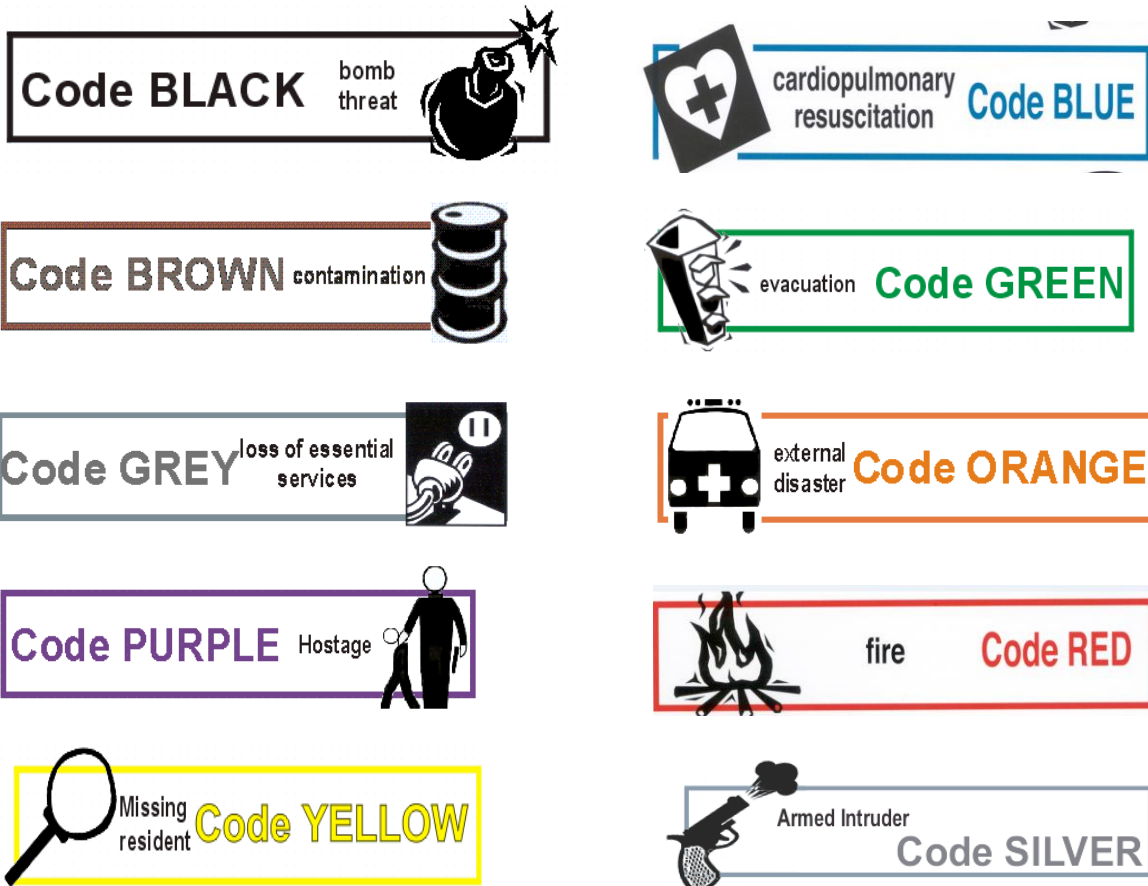 Code BLACK
bomb
threat
cardiopulmonary
resuscitation
Code BLUE
Code BROWN
contamination
evacuation
Code GREEN
Code GREY
loss of essential
services
external
disaster
Code ORANGE
Code PURPLE
Hostage
fire
Code RED
Missing
resident
Code YELLOW
Armed Intruder
Code SILVER